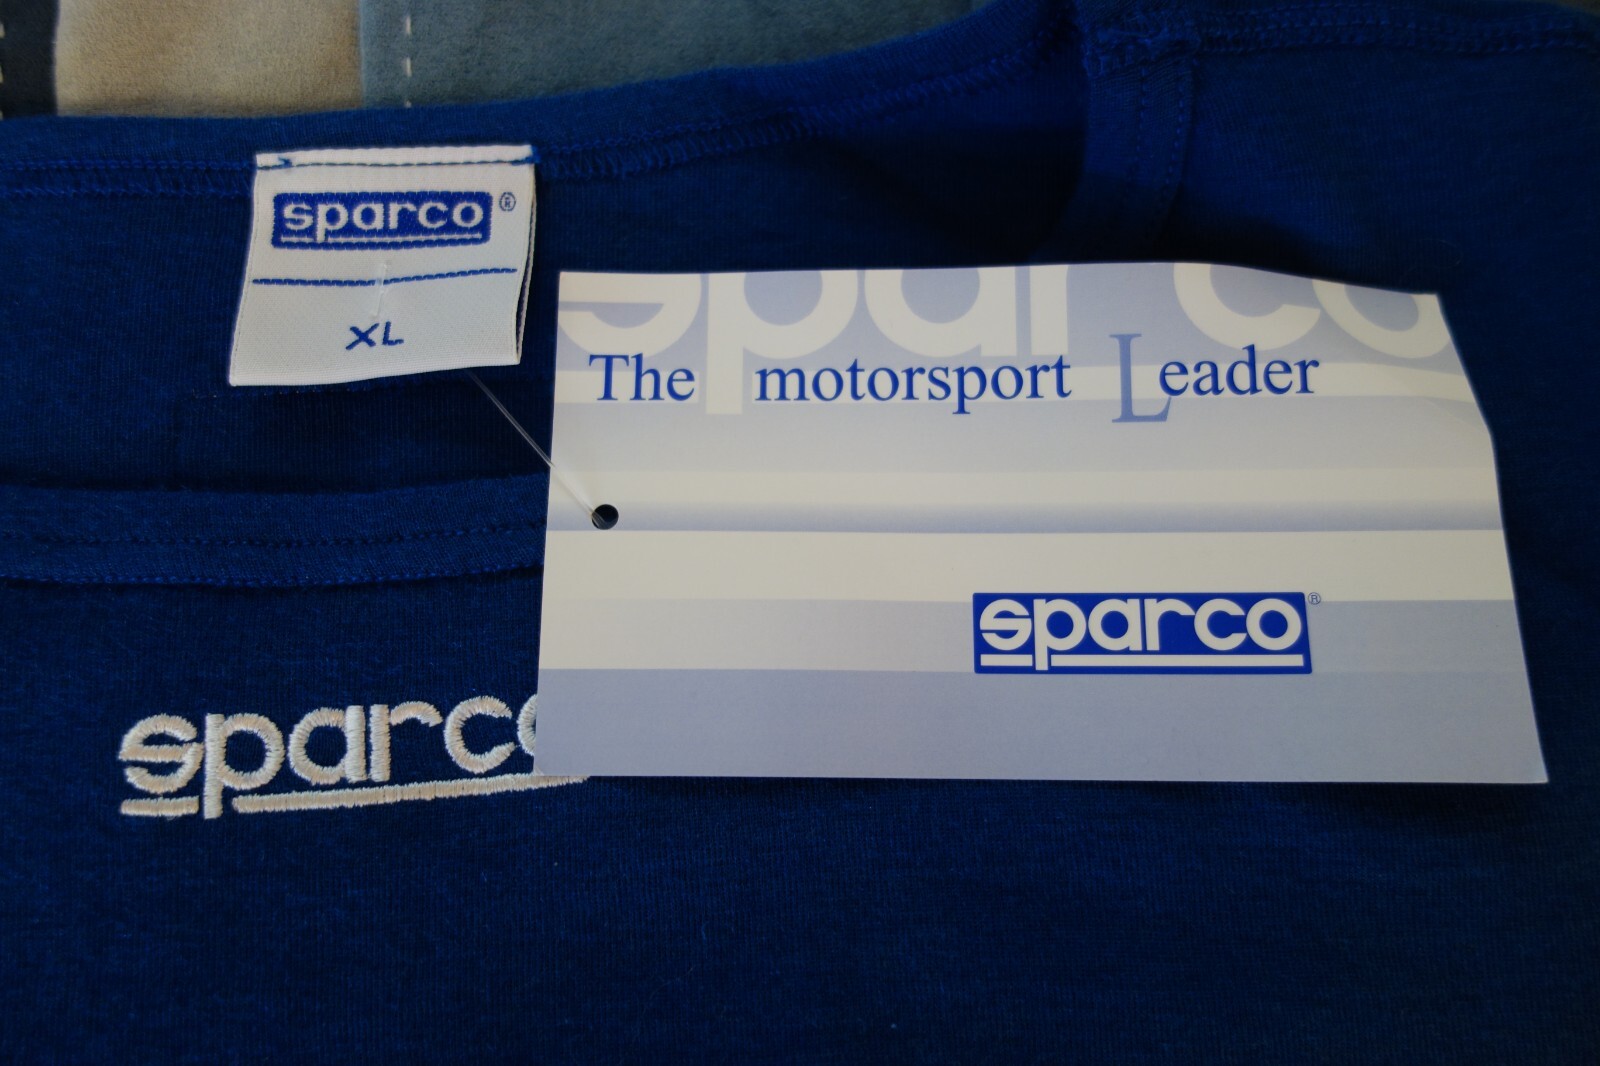 sparco®
XL
sparco
The motorsport Leader
sparco®
sparco